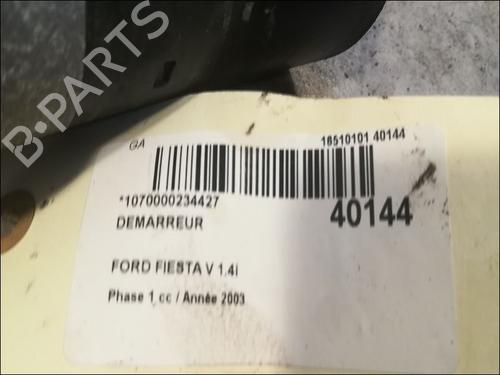 B-PARTS
GA
16510101 40144
*1070000234427
40144
DEMARREUR
FORD FIESTA V 1.4i
Phase 1 cc / Année 2003